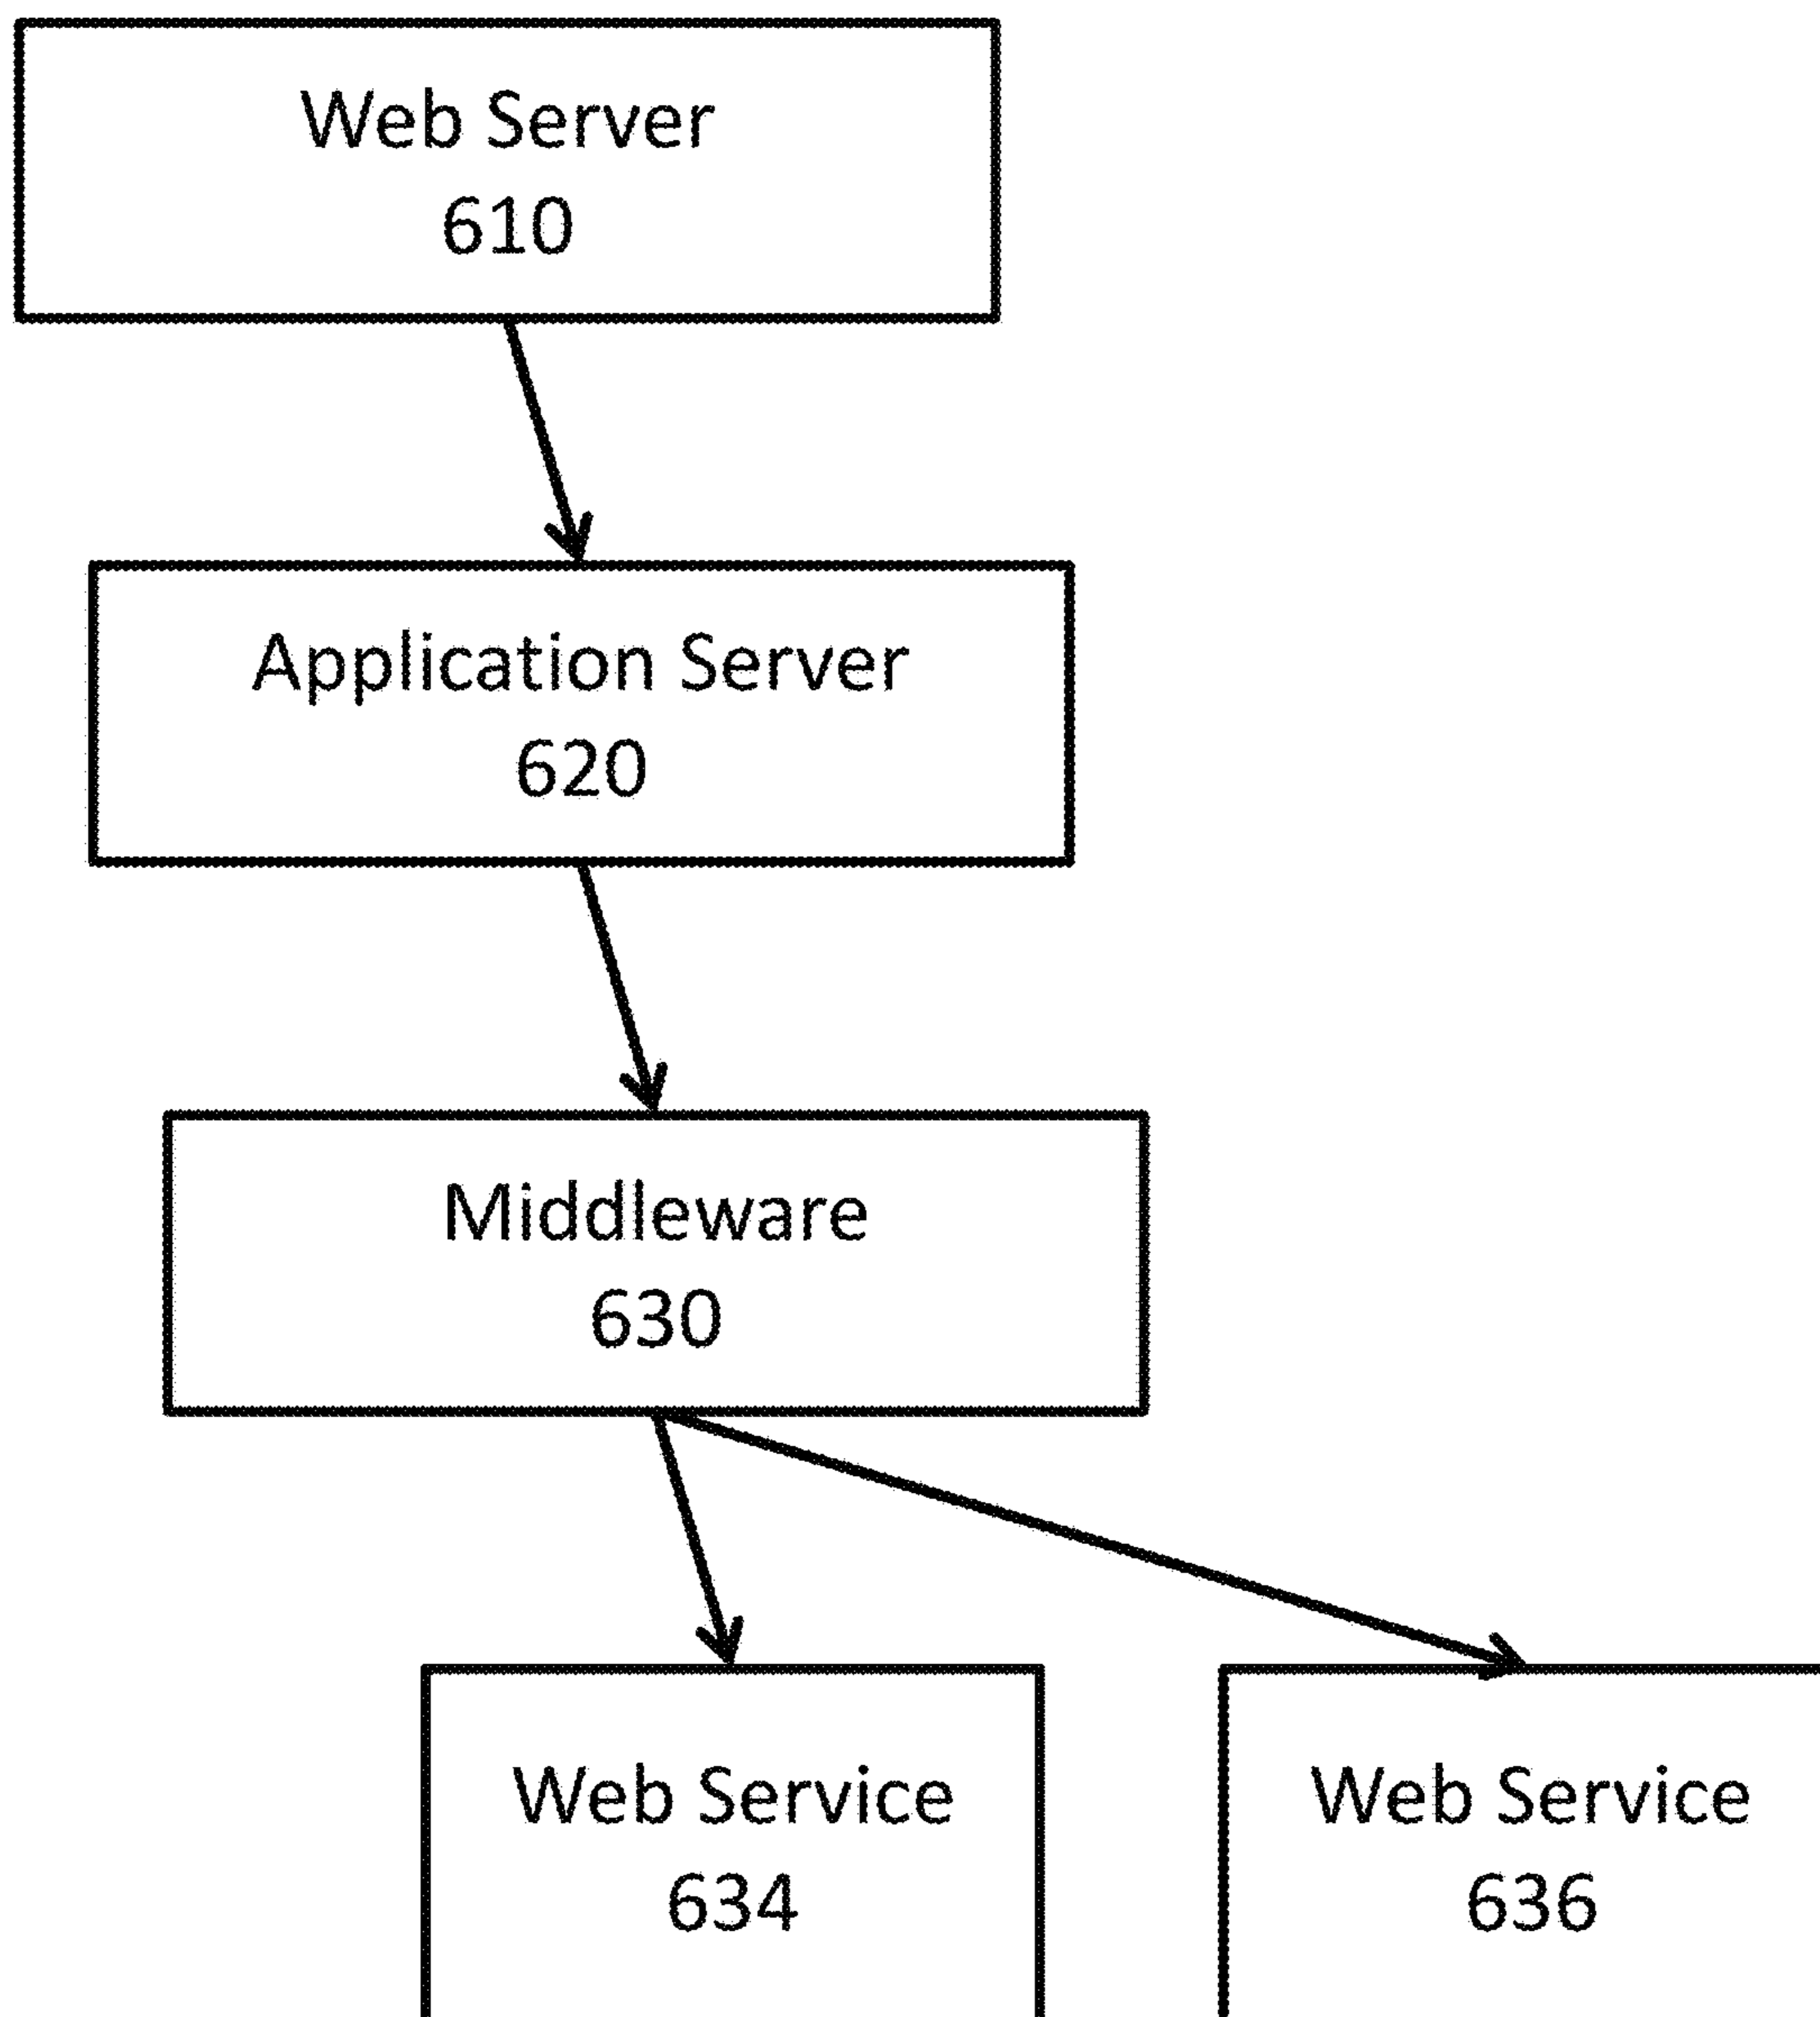 Web Server
610
Application Server
620
Middleware
630
Web Service
634
Web Service
636